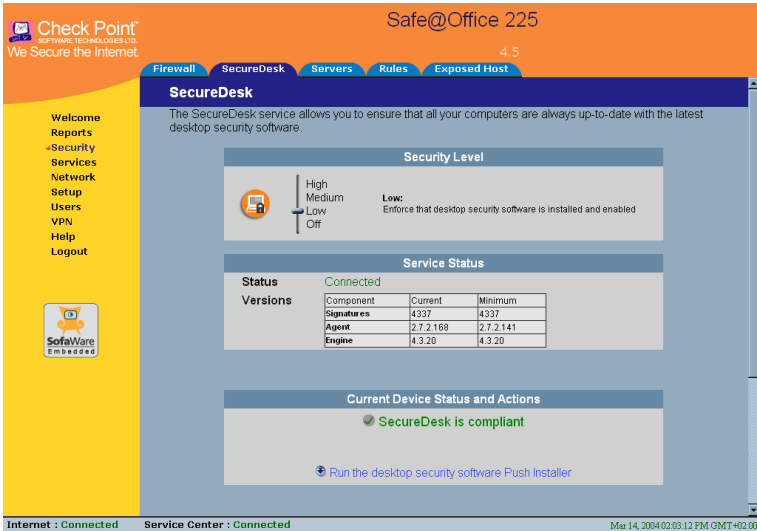 Check Point™
SOFTWARE TECHNOLOGIES LTD.
We Secure the Internet.
Safe@Office 225
4.5
Firewall SecureDesk Servers Rules Exposed Host
SecureDesk
Welcome
Reports
Security
Services
Network
Setup
Users
VPN
Help
Logout
SofaWare
Embedded
The SecureDesk service allows you to ensure that all your computers are always up-to-date with the latest
desktop security software.
Security Level
High
Medium
Low
Off
Low:
Enforce that desktop security software is installed and enabled
Service Status
Status Connected
Versions
Component Current Minimum
Signatures 4337 4337
Agent 2.7.2.168 2.7.2.141
Engine 4.3.20 4.3.20
Current Device Status and Actions
SecureDesk is compliant
Run the desktop security software Push Installer
Internet : Connected Service Center : Connected Mar 14, 2004 02:03:12 PM GMT+02:00